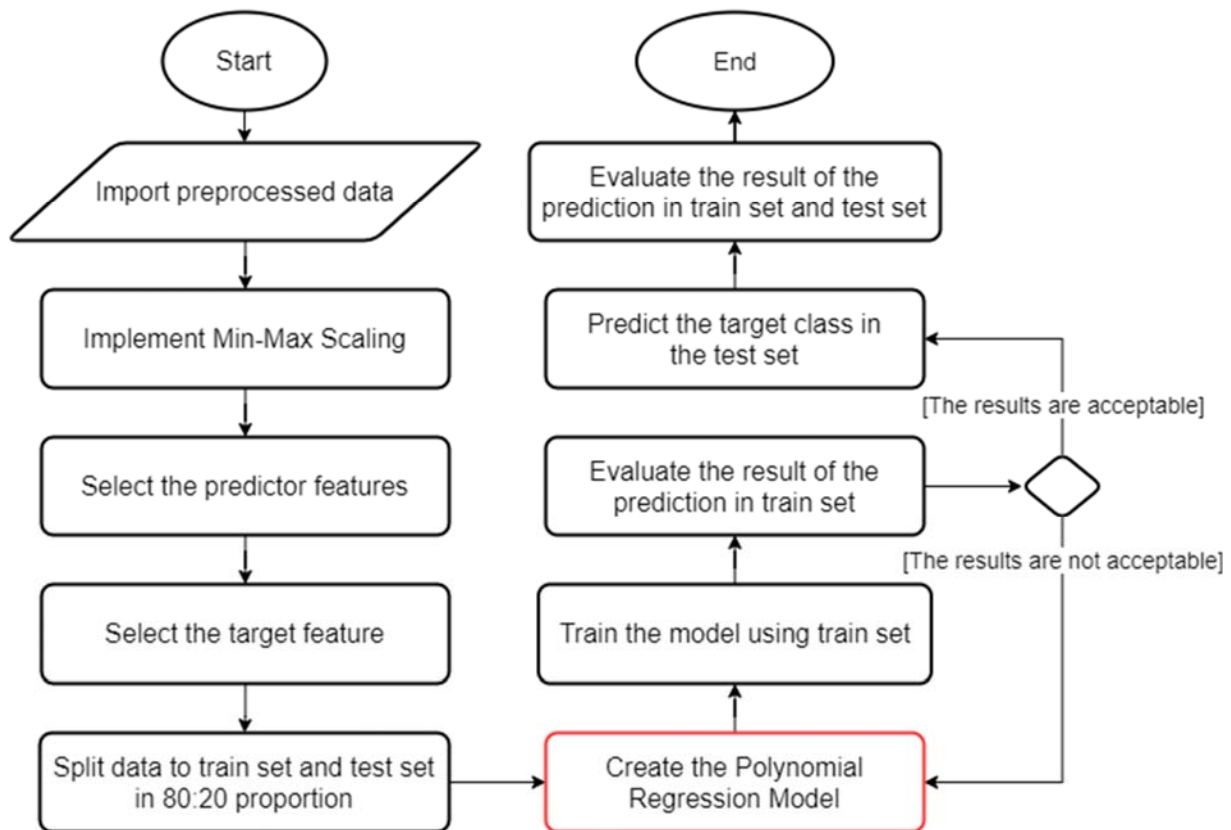 Start
Import preprocessed data
Implement Min-Max Scaling
Select the predictor features
Select the target feature
Split data to train set and test set
in 80:20 proportion
Create the Polynomial
Regression Model
Train the model using train set
Evaluate the result of the
prediction in train set
[The results are not acceptable]
[The results are acceptable]
Predict the target class in
the test set
Evaluate the result of the
prediction in train set and test set
End